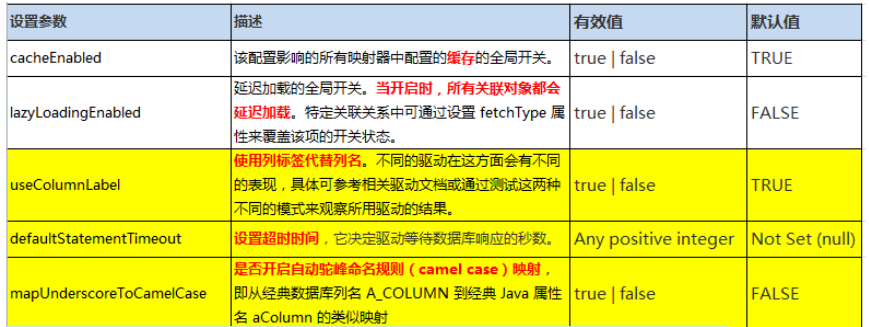 设置参数 描述 有效值 默认值
cacheEnabled 该配置影响的所有映射器中配置的缓存的全局开关。 true | false TRUE
延迟加载的全局开关。当开启时，所有关联对象都会
lazyLoadingEnabled 延迟加载。特定关联关系中可通过设置 fetchType 属 true | false FALSE
性来覆盖该项的开关状态。
使用列标签代替列名。不同的驱动在这方面会有不同
useColumnLabel 的表现，具体可参考相关驱动文档或通过测试这两种 true | false TRUE
不同的模式来观察所用驱动的结果。
defaultStatementTimeout 设置超时时间，它决定驱动等待数据库响应的秒数。 Any positive integer Not Set (null)
是否开启自动驼峰命名规则（camel case）映射，
mapUnderscoreToCamelCase 即从经典数据库列名 A_COLUMN 到经典 Java 属性 true | false FALSE
名 aColumn 的类似映射